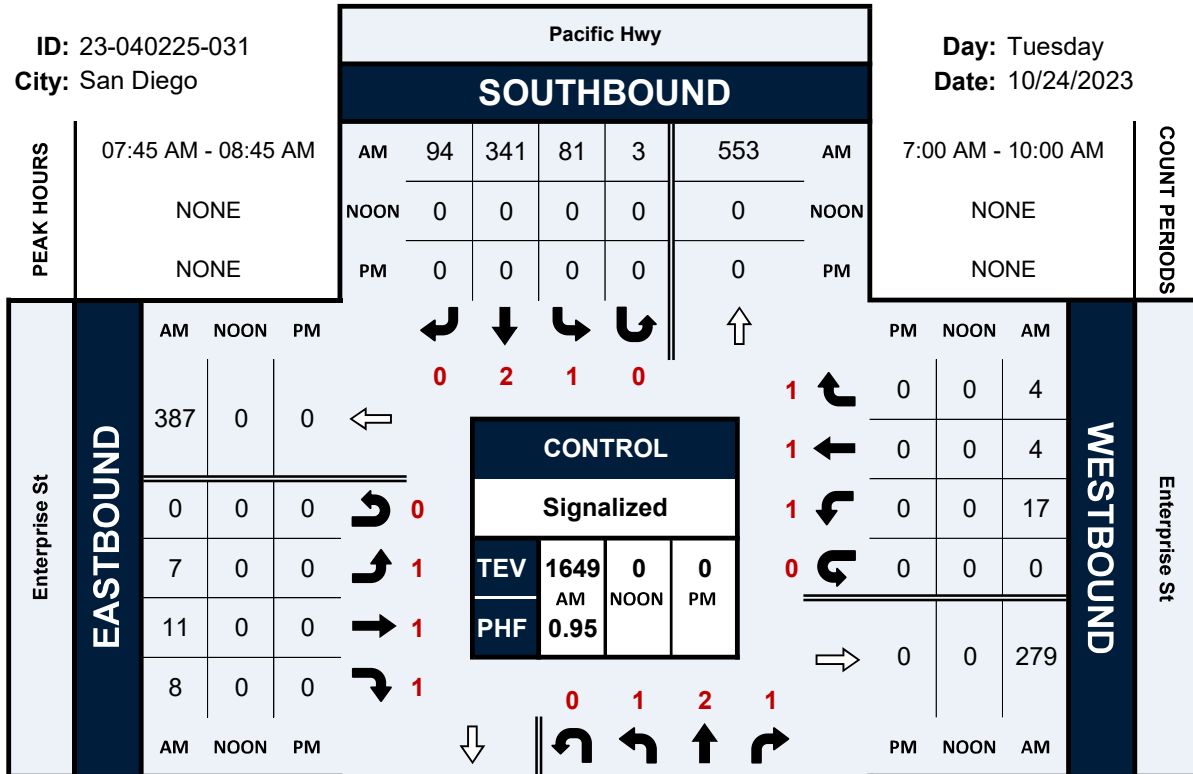 ID: 23-040225-031
City: San Diego
Pacific Hwy
SOUTHBOUND
Day: Tuesday
Date: 10/24/2023
PEAK HOURS
07:45 AM - 08:45 AM
NONE
NONE
AM 94 341 81 3 553 AM
NOON 0 0 0 0 0 NOON
PM 0 0 0 0 0 PM
7:00 AM - 10:00 AM
NONE
NONE
COUNT PERIODS
0 2 1 0
Enterprise St
EASTBOUND
AM NOON PM
387 0 0
0 0 0 0
7 0 0 1
11 0 0 1
8 0 0 1
AM NOON PM
CONTROL
Signalized
TEV 1649 0 0
AM NOON PM
PHF 0.95
PM NOON AM
1 0 0 4
1 0 0 4
1 0 0 17
0 0 0 0
0 0 279
PM NOON AM
WESTBOUND
Enterprise St
0 1 2 1